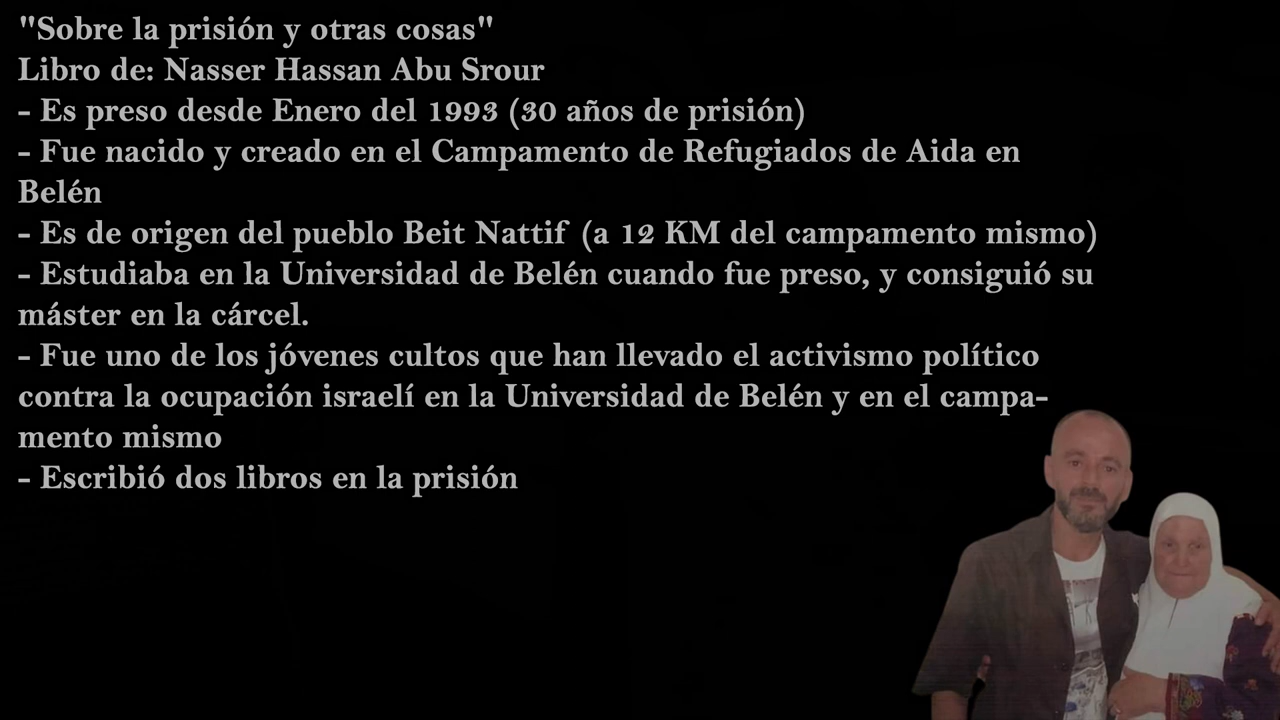 "Sobre la prisión y otras cosas"
Libro de: Nasser Hassan Abu Srour
- Es preso desde Enero del 1993 (30 años de prisión)
- Fue nacido y creado en el Campamento de Refugiados de Aida en
Belén
- Es de origen del pueblo Beit Nattif (a 12 KM del campamento mismo)
- Estudiaba en la Universidad de Belén cuando fue preso, y consiguió su
máster en la cárcel.
- Fue uno de los jóvenes cultos que han llevado el activismo político
contra la ocupación israelí en la Universidad de Belén y en el campa-
mento mismo
- Escribió dos libros en la prisión